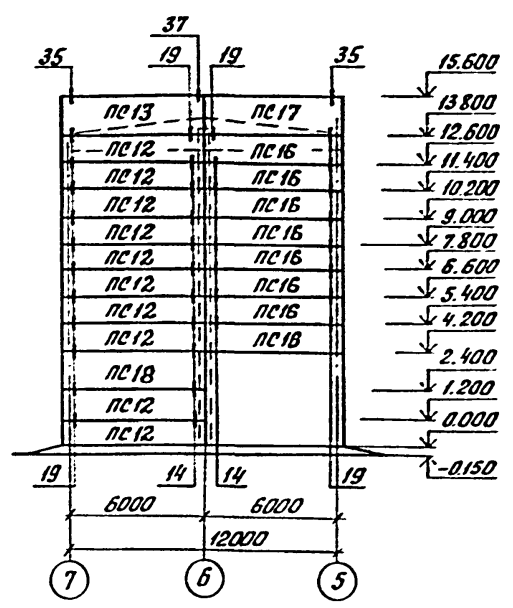 37
35 19 19 35
15.600
ПС13 ПС17
13.800
12.600
ПС12 ПС16
11.400
ПС12 ПС16
10.200
ПС12 ПС16
9.000
ПС12 ПС16
7.800
ПС12 ПС16
6.600
ПС12 ПС16
5.400
ПС12 ПС16
4.200
ПС12 ПС16
2.400
ПС18
1.200
ПС12
0.000
ПС12
-0.150
19 14 14 19
6000 6000
12000
7 6 5